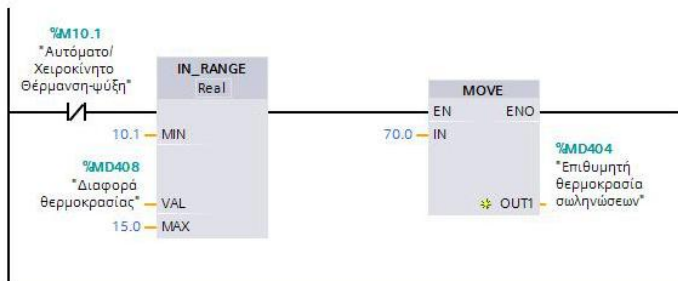 %M10.1
"Αυτόματο/
Χειροκίνητο
Θέρμανση-ψύξη"
IN_RANGE
Real
10.1 MIN
%MD408
"Διαφορά
θερμοκρασίας" VAL
15.0 MAX
MOVE
EN ENO
70.0 IN
%MD404
"Επιθυμητή
θερμοκρασία
σωληνώσεων"
OUT1